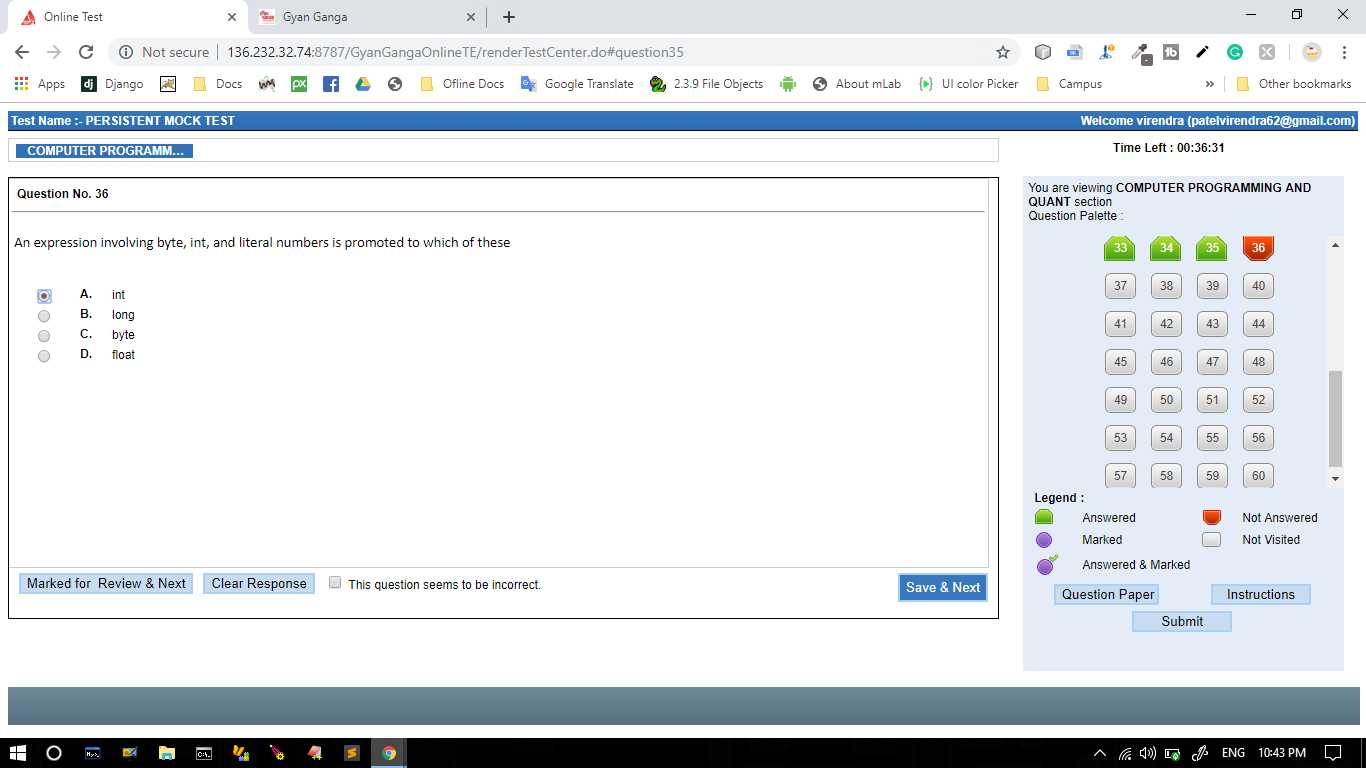 Online Test
Gyan Ganga
Not secure
136.232.32.74:8787/GyanGangaOnlineTE/renderTestCenter.do#question35
Apps
dj Django
Docs
px
Ofline Docs
Google Translate
2.3.9 File Objects
About mLab
UI color Picker
Campus
»
Other bookmarks
Test Name :- PERSISTENT MOCK TEST
Welcome virendra (patelvirendra62@gmail.com)
COMPUTER PROGRAMM...
Time Left : 00:36:31
Question No. 36
An expression involving byte, int, and literal numbers is promoted to which of these
A. int
B. long
C. byte
D. float
Marked for Review & Next
Clear Response
This question seems to be incorrect.
Save & Next
You are viewing COMPUTER PROGRAMMING AND
QUANT section
Question Palette :
33 34 35 36
37 38 39 40
41 42 43 44
45 46 47 48
49 50 51 52
53 54 55 56
57 58 59 60
Legend :
Answered
Not Answered
Marked
Not Visited
Answered & Marked
Question Paper
Instructions
Submit
ENG
10:43 PM